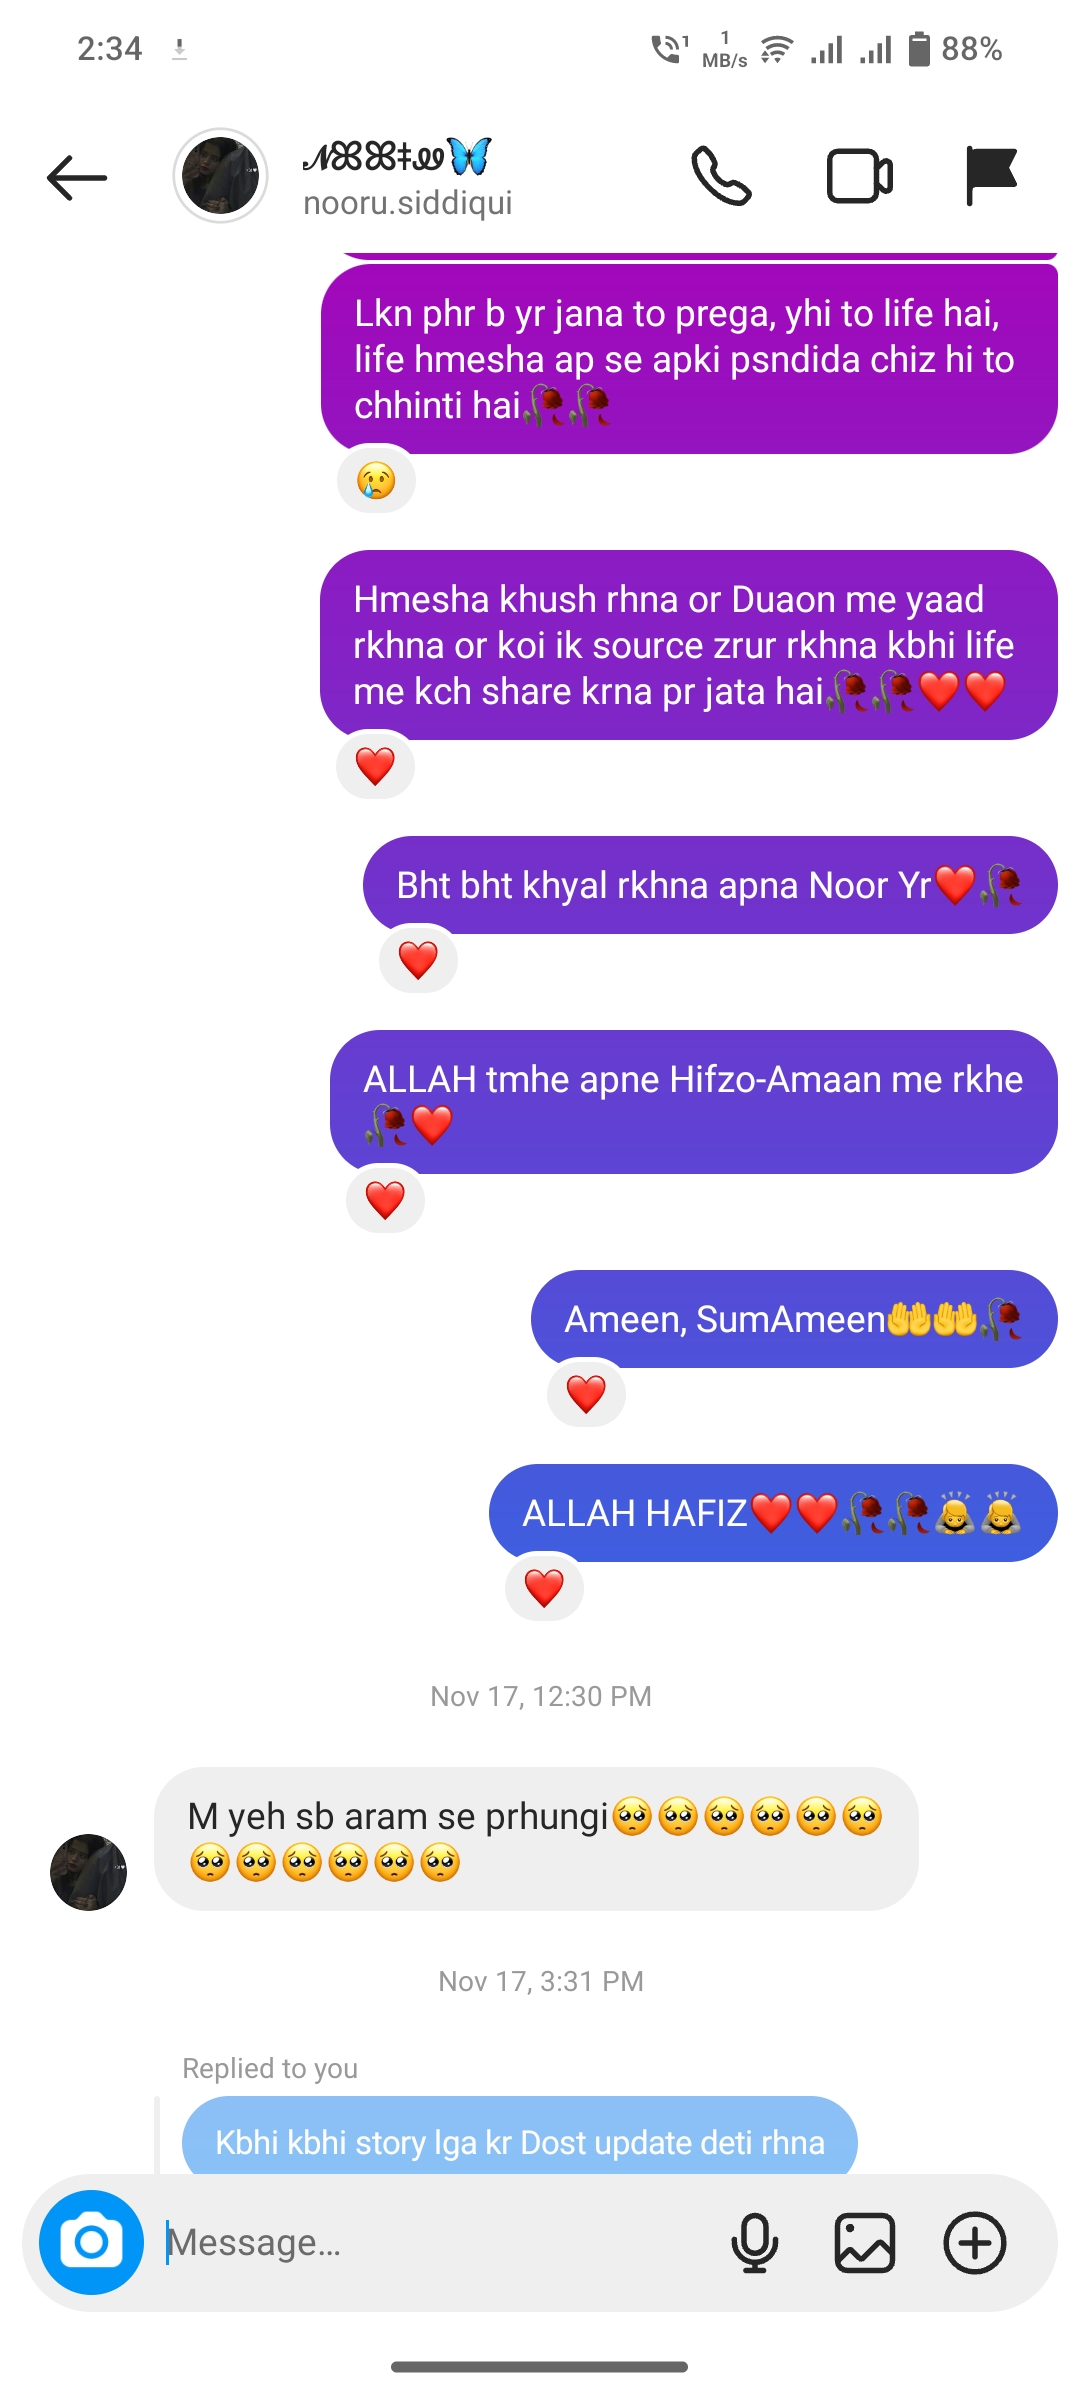 2:34
1
1
MB/s
88%
nooru.siddiqui
Lkn phr b yr jana to prega, yhi to life hai,
life hmesha ap se apki psndida chiz hi to
chhinti hai🥀🥀
😢
Hmesha khush rhna or Duaon me yaad
rkhna or koi ik source zrur rkhna kbhi life
me kch share krna pr jata hai🥀🥀❤️❤️
❤️
Bht bht khyal rkhna apna Noor Yr❤️🥀
❤️
ALLAH tmhe apne Hifzo-Amaan me rkhe
🥀❤️
❤️
Ameen, SumAmeen🤲🤲🥀
❤️
ALLAH HAFIZ❤️❤️🥀🥀🙇🙇
❤️
Nov 17, 12:30 PM
M yeh sb aram se prhungi🥺🥺🥺🥺🥺🥺
🥺🥺🥺🥺🥺🥺
Nov 17, 3:31 PM
Replied to you
Kbhi kbhi story lga kr Dost update deti rhna
Message...